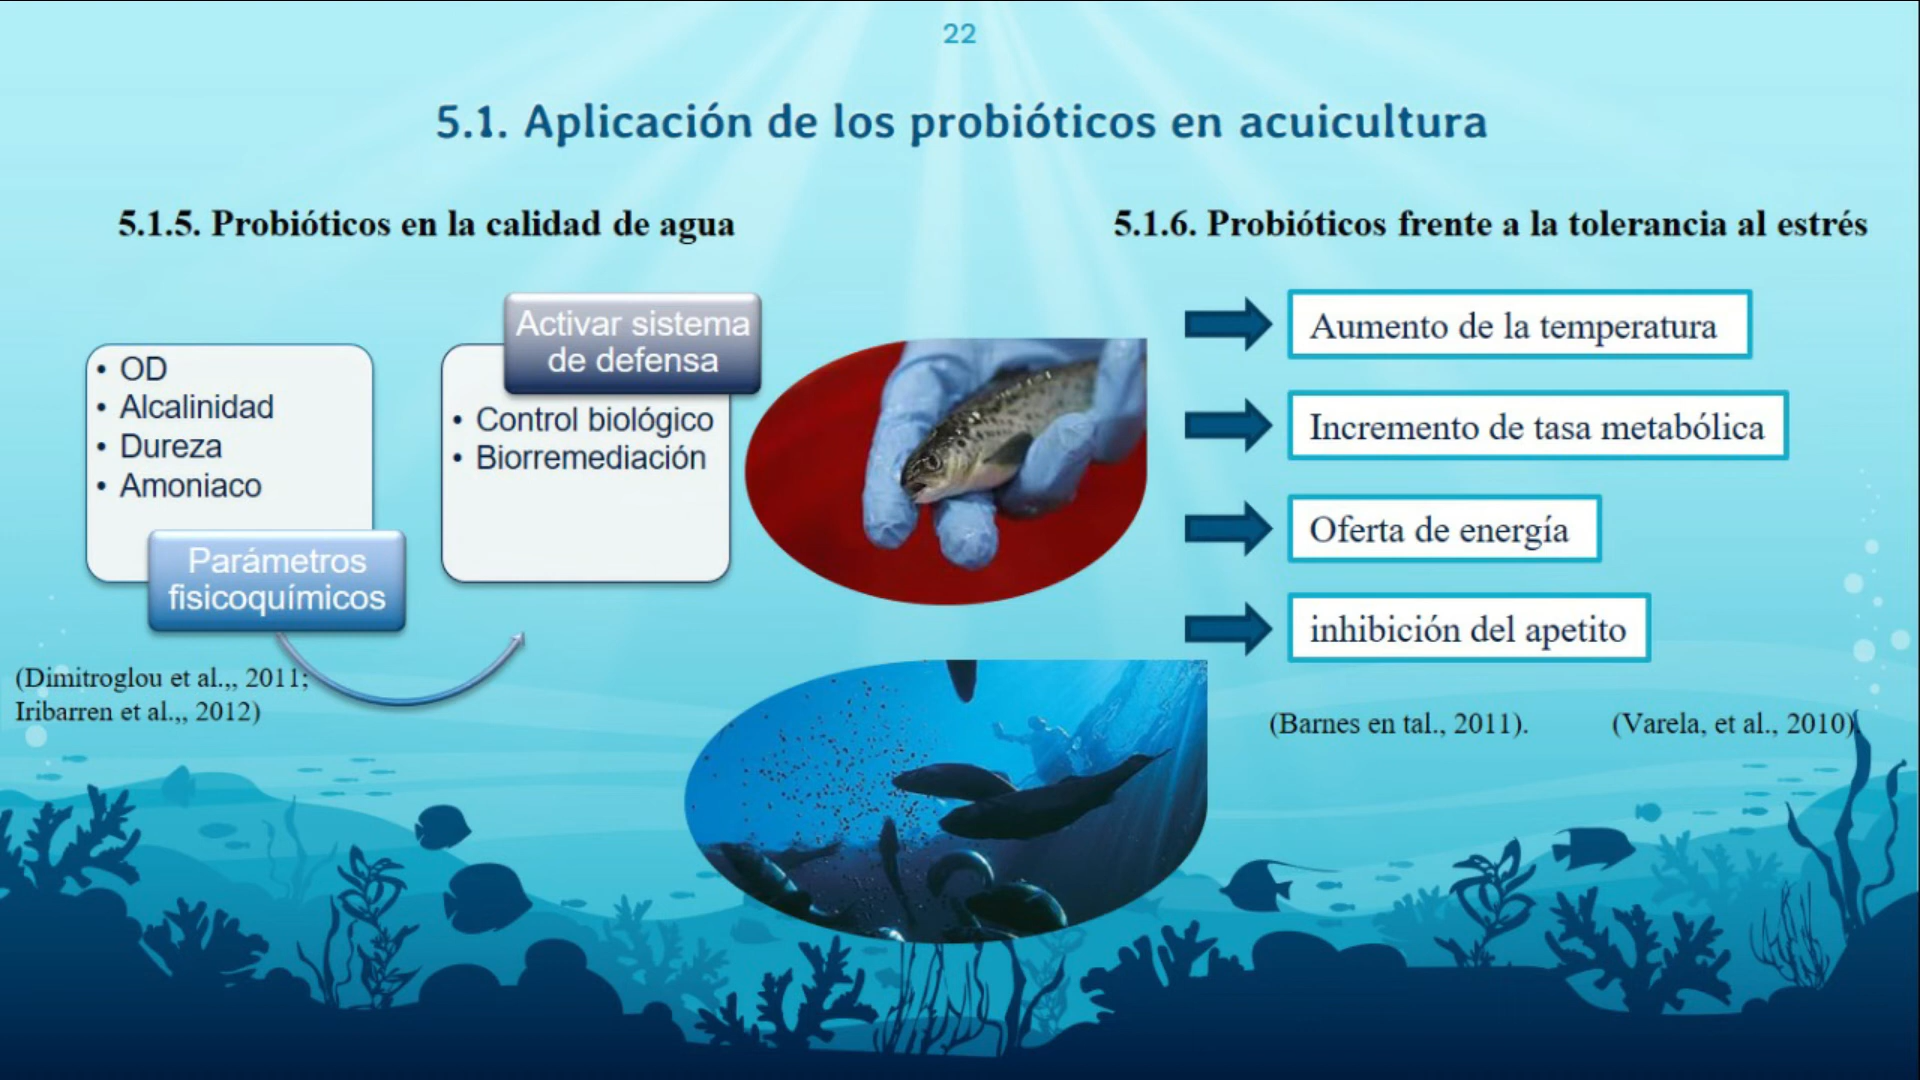 22
5.1. Aplicación de los probióticos en acuicultura
5.1.5. Probióticos en la calidad de agua
• OD
• Alcalinidad
• Dureza
• Amoniaco
Parámetros
fisicoquímicos
Activar sistema
de defensa
• Control biológico
• Biorremediación
(Dimitroglou et al.,, 2011;
Iribarren et al.,, 2012)
5.1.6. Probióticos frente a la tolerancia al estrés
Aumento de la temperatura
Incremento de tasa metabólica
Oferta de energía
inhibición del apetito
(Barnes en tal., 2011).
(Varela, et al., 2010).